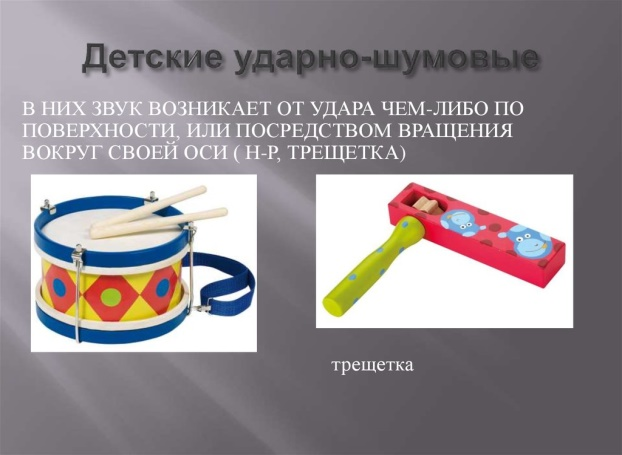 Детские ударно-шумовые
В НИХ ЗВУК ВОЗНИКАЕТ ОТ УДАРА ЧЕМ-ЛИБО ПО
ПОВЕРХНОСТИ, ИЛИ ПОСРЕДСТВОМ ВРАЩЕНИЯ
ВОКРУГ СВОЕЙ ОСИ ( Н-Р, ТРЕЩЕТКА)
трещетка